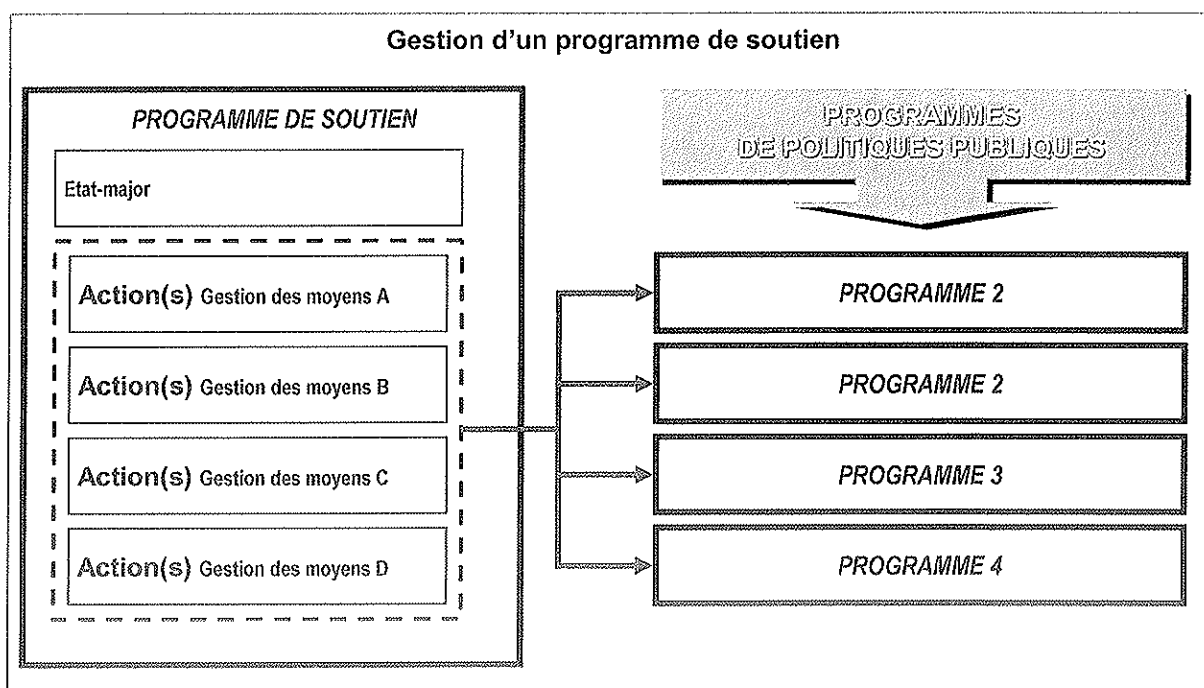 Gestion d'un programme de soutien
PROGRAMME DE SOUTIEN
Etat-major
Action(s) Gestion des moyens A
Action(s) Gestion des moyens B
Action(s) Gestion des moyens C
Action(s) Gestion des moyens D
PROGRAMMES
DE POLITIQUES PUBLIQUES
PROGRAMME 2
PROGRAMME 2
PROGRAMME 3
PROGRAMME 4